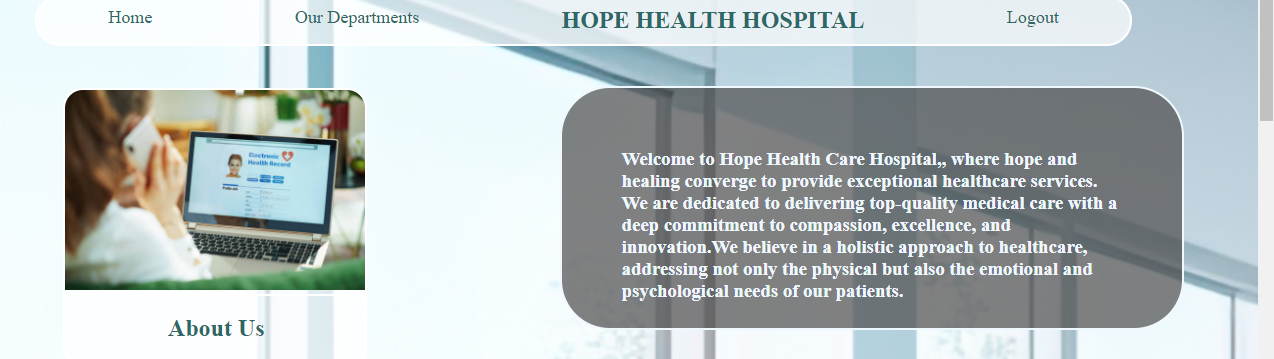 Home
Our Departments
HOPE HEALTH HOSPITAL
Logout
Electronic
Health Record
Welcome to Hope Health Care Hospital,, where hope and
healing converge to provide exceptional healthcare services.
We are dedicated to delivering top-quality medical care with a
deep commitment to compassion, excellence, and
innovation.We believe in a holistic approach to healthcare,
addressing not only the physical but also the emotional and
psychological needs of our patients.
About Us